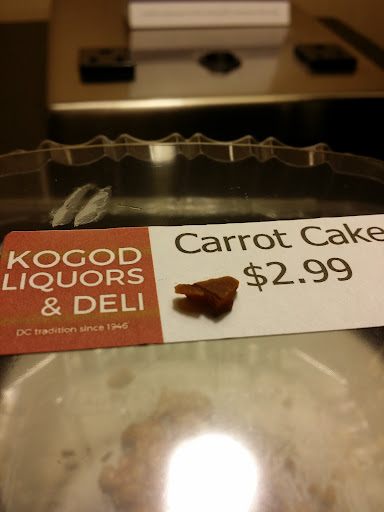 KOGOD
LIQUORS
& DELI
DC tradition since 1946
Carrot Cake
$2.99